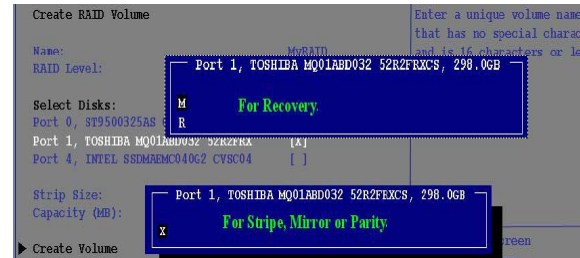 Create RAID Volume
Enter a unique volume name
that has no special charac
Name: MyRAID
and is 16 characters or le
RAID Level:
Port 1, TOSHIBA MQ01ABD032 52R2FRXCS, 298.0GB
M
For Recovery.
R
Select Disks:
Port 0, ST9500325AS
Port 1, TOSHIBA MQ01ABD032 52R2FRX [X]
Port 4, INTEL SSDMAEMC040G2 CVSC04 [ ]
Strip Size:
Capacity (MB):
Port 1, TOSHIBA MQ01ABD032 52R2FRXCS, 298.0GB
X
For Stripe, Mirror or Parity.
Create Volume
reen